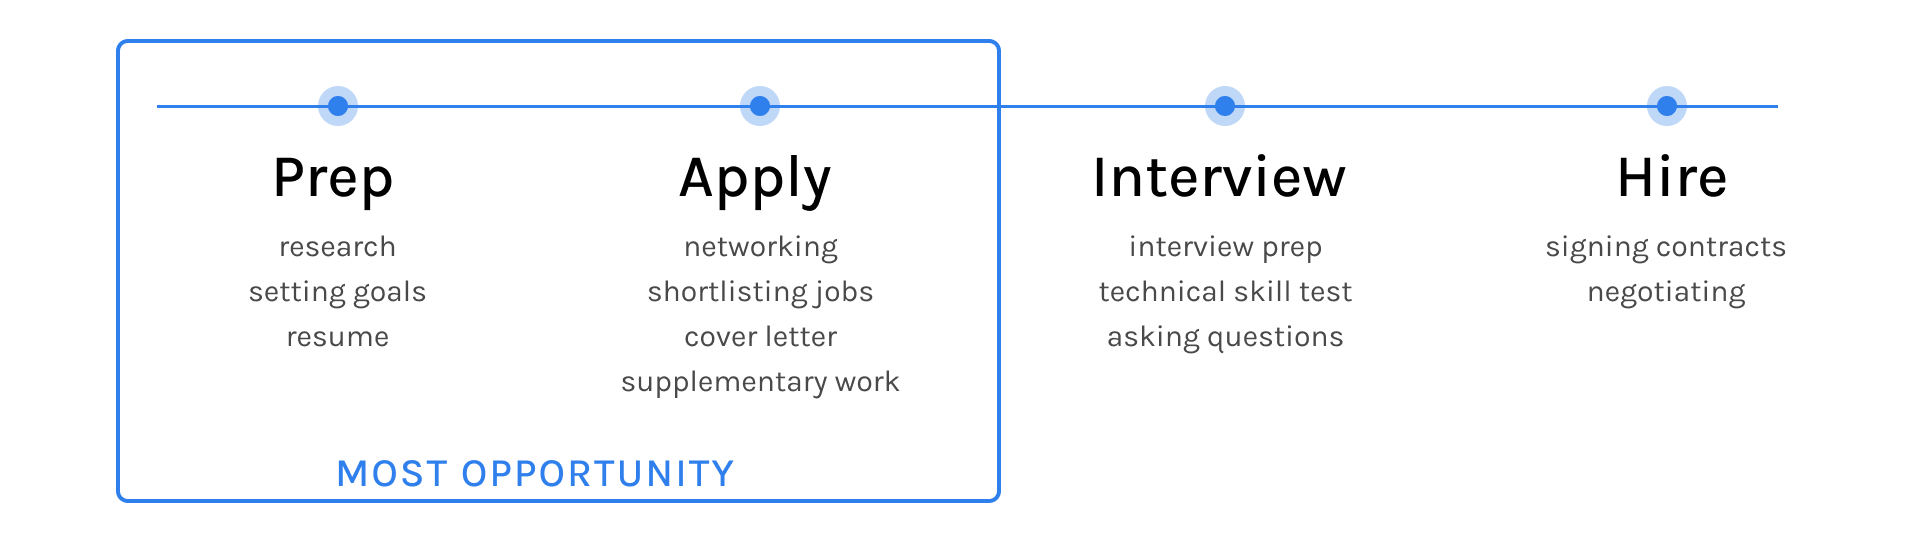 Prep
research
setting goals
resume
Apply
networking
shortlisting jobs
cover letter
supplementary work
Interview
interview prep
technical skill test
asking questions
Hire
signing contracts
negotiating
MOST OPPORTUNITY